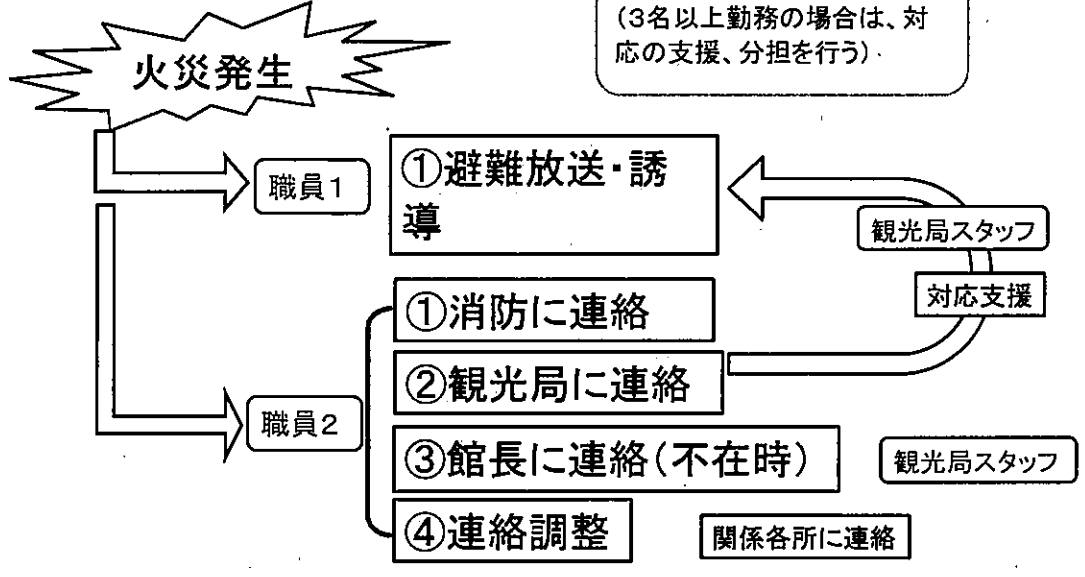 (3名以上勤務の場合は、対
応の支援、分担を行う)
火災発生
職員1
①避難放送・誘
導
観光局スタッフ
対応支援
①消防に連絡
②観光局に連絡
職員2
③館長に連絡(不在時)
観光局スタッフ
④連絡調整
関係各所に連絡